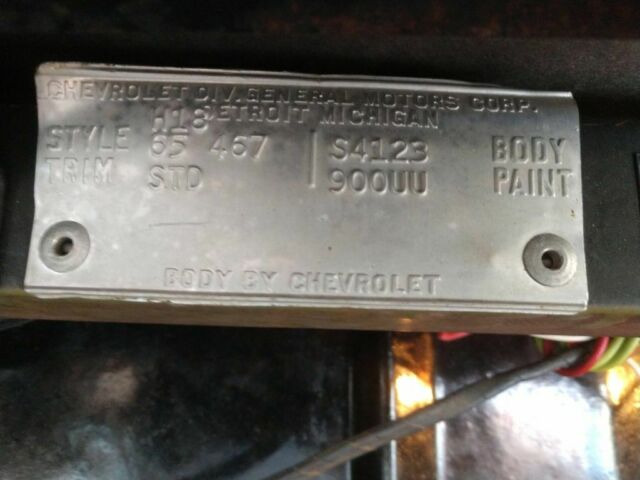 CHEVROLET DIV. GENERAL MOTORS CORP.
H18 DETROIT MICHIGAN
STYLE 65 467 S4123 BODY
TRIM STD 900UU PAINT
BODY BY CHEVROLET